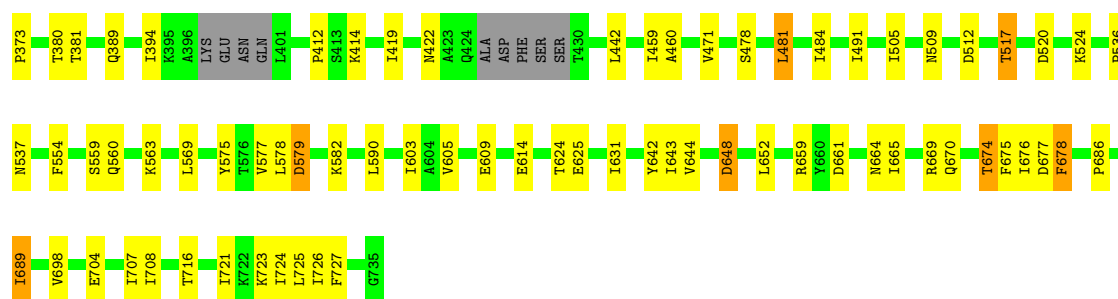 P373 T380 T381 Q389 I394 K395 A396 LYS GLU ASN GLN L401 P412 S413 K414 I419 N422 A423 Q424 ALA ASP PHE SER SER T430 L442 I459 A460 V471 S478 L481 I484 I491 I505 N509 D512 T517 D520 K524
N537 F554 S559 Q560 K563 L569 Y575 T576 V577 L578 D579 K582 L590 I603 A604 V605 E609 E614 T624 E625 I631 Y642 I643 V644 D648 L652 R659 Y660 D661 N664 I665 R669 Q670 T674 F675 I676 D677 F678 P686
I689 V698 E704 I707 I708 T716 I721 K722 K723 I724 L725 I726 F727 G735